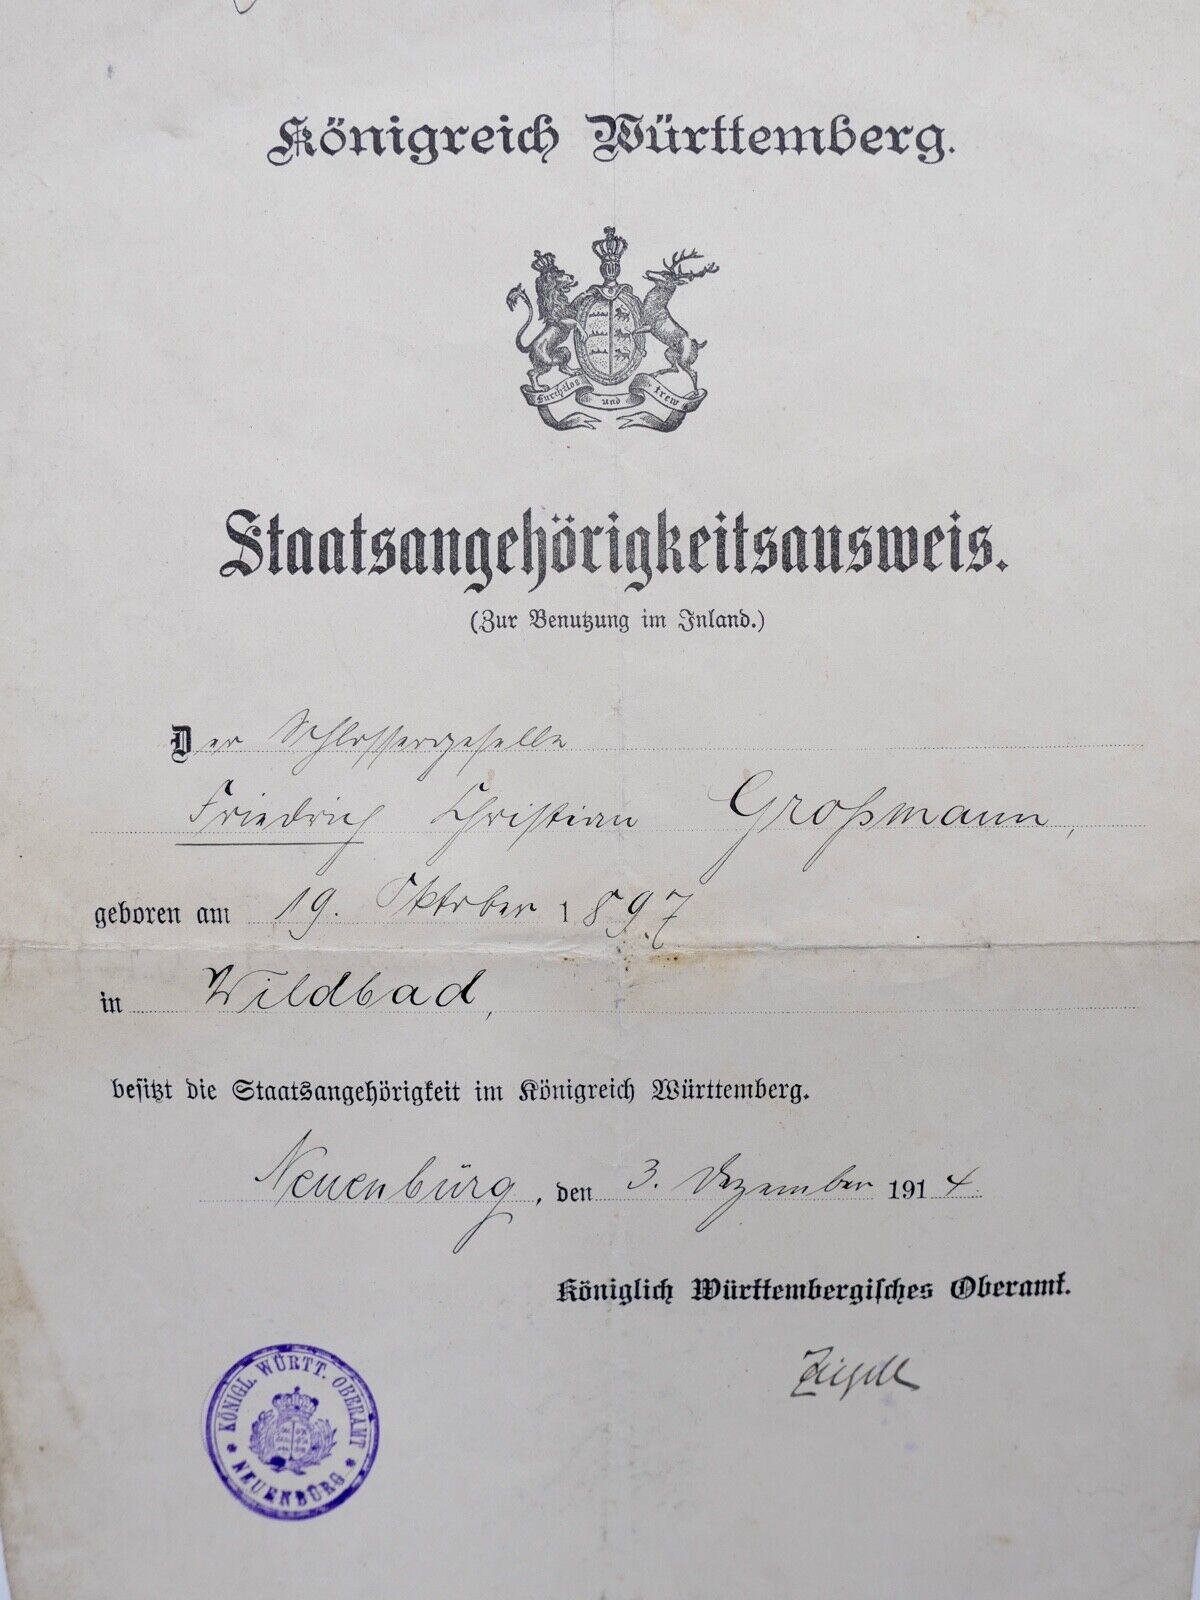 Königreich Württemberg.
Furchtlos und trew
Staatsangehörigkeitsausweis.
(Zur Benutzung im Inland.)
Der Schlossergeselle
Friedrich Christian Großmann,
geboren am 19. Oktober 1897
in Wildbad,
besitzt die Staatsangehörigkeit im Königreich Württemberg.
Neuenbürg, den 3. Dezember 1914.
Königlich Württembergisches Oberamt.
KÖNIGL. WÜRTT. OBERAMT
* NEUENBÜRG *